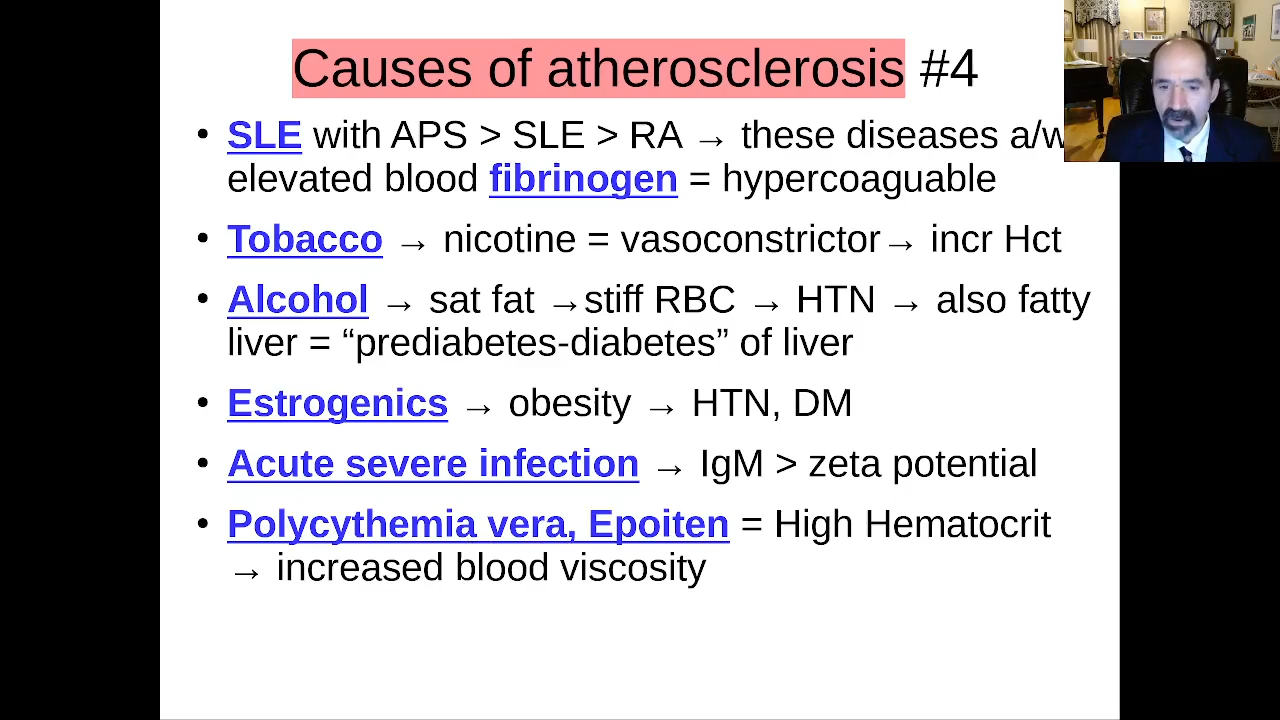 Causes of atherosclerosis #4
• SLE with APS > SLE > RA → these diseases a/w
elevated blood fibrinogen = hypercoaguable
• Tobacco → nicotine = vasoconstrictor→ incr Hct
• Alcohol → sat fat →stiff RBC → HTN → also fatty
liver = “prediabetes-diabetes” of liver
• Estrogenics → obesity → HTN, DM
• Acute severe infection → IgM > zeta potential
• Polycythemia vera, Epoiten = High Hematocrit
→ increased blood viscosity